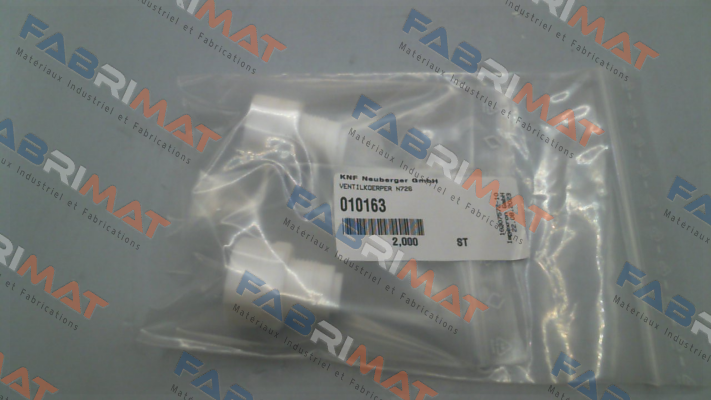 KNF Neuberger GmbH
VENTILKOERPER N726
010163
2,000 ST
FABRIMAT
Materiaux Industriel et Fabrications